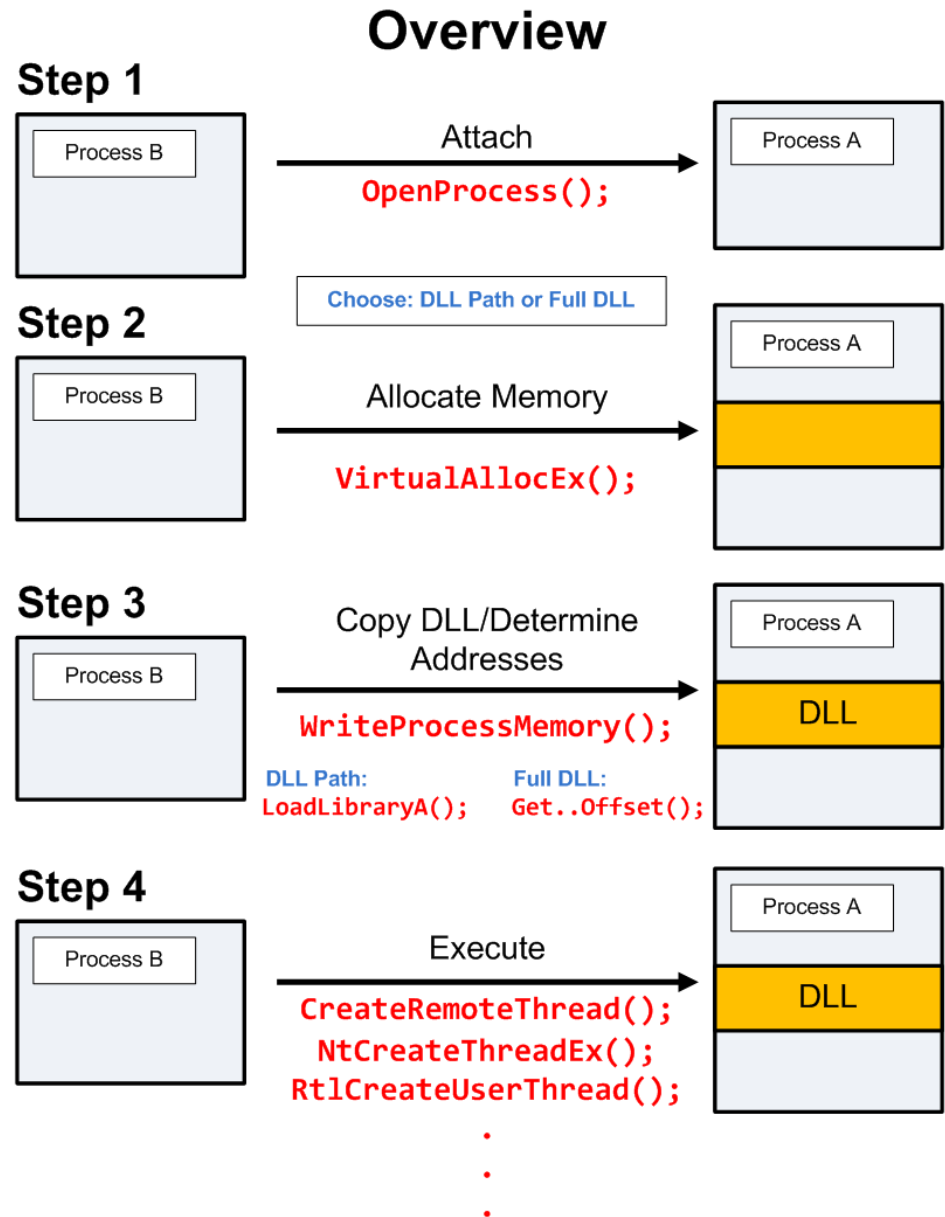 Overview
Step 1
Process B
Attach
OpenProcess();
Process A
Choose: DLL Path or Full DLL
Step 2
Process B
Allocate Memory
VirtualAllocEx();
Process A
Step 3
Process B
Copy DLL/Determine
Addresses
WriteProcessMemory();
DLL Path:
LoadLibraryA();
Full DLL:
Get..Offset();
Process A
DLL
Step 4
Process B
Execute
CreateRemoteThread();
NtCreateThreadEx();
RtlCreateUserThread();
.
.
.
Process A
DLL